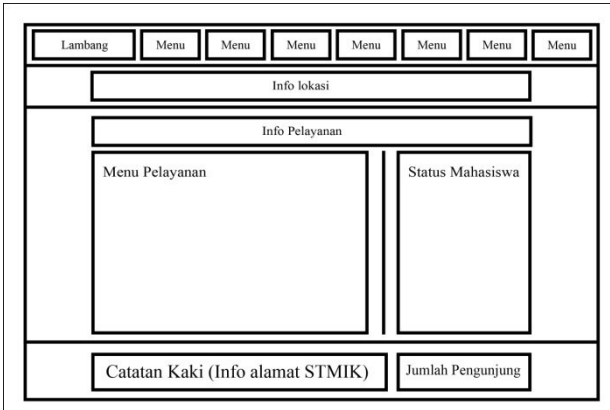 Lambang Menu Menu Menu Menu Menu Menu Menu
Info lokasi
Info Pelayanan
Menu Pelayanan
Status Mahasiswa
Catatan Kaki (Info alamat STMIK)
Jumlah Pengunjung